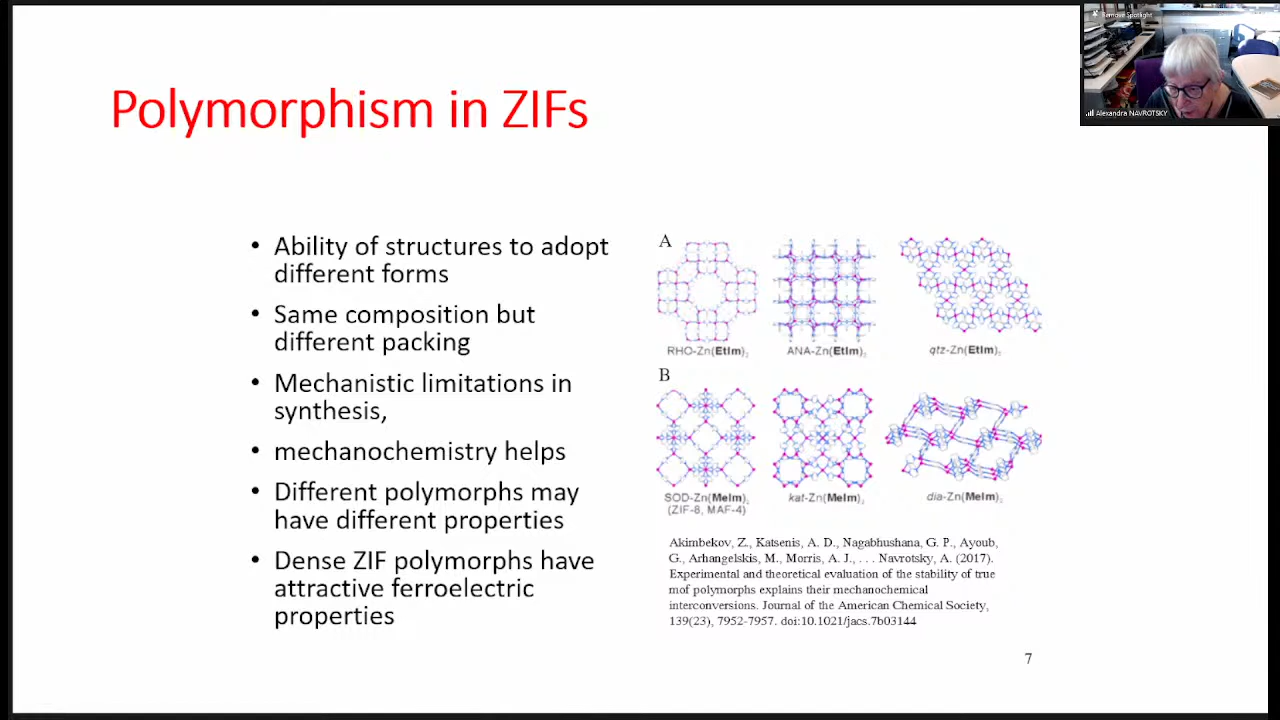 Remove Spotlight
Alexandra NAVROTSKY
Polymorphism in ZIFs
• Ability of structures to adopt
different forms
• Same composition but
different packing
• Mechanistic limitations in
synthesis,
• mechanochemistry helps
• Different polymorphs may
have different properties
• Dense ZIF polymorphs have
attractive ferroelectric
properties
A
RHO-Zn(EtIm)₂
ANA-Zn(EtIm)₂
qtz-Zn(EtIm)₂
B
SOD-Zn(MeIm)₂
(ZIF-8, MAF-4)
kat-Zn(MeIm)₂
dia-Zn(MeIm)₂
Akimbekov, Z., Katsenis, A. D., Nagabhushana, G. P., Ayoub,
G., Arhangelskis, M., Morris, A. J., . . . Navrotsky, A. (2017).
Experimental and theoretical evaluation of the stability of true
mof polymorphs explains their mechanochemical
interconversions. Journal of the American Chemical Society,
139(23), 7952-7957. doi:10.1021/jacs.7b03144
7